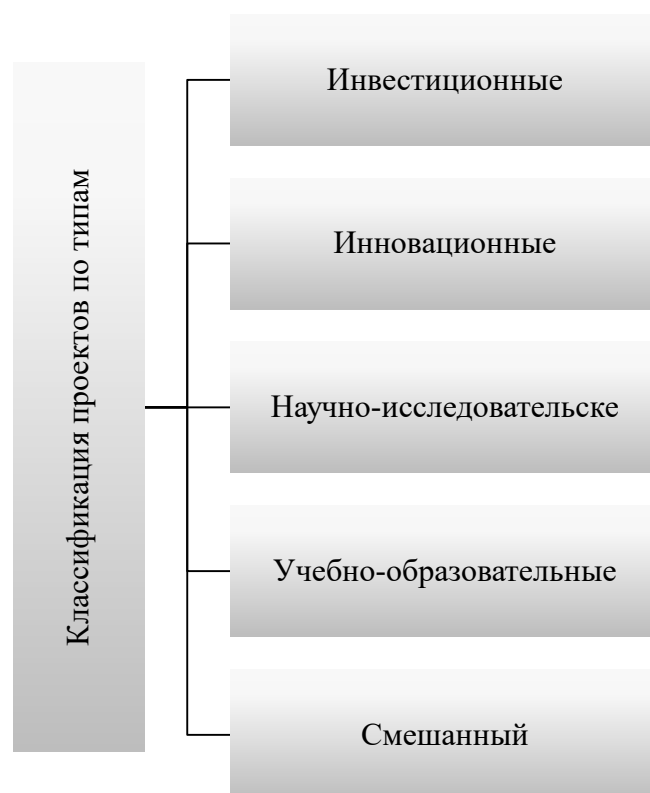 Классификация проектов по типам
Инвестиционные
Инновационные
Научно-исследовательске
Учебно-образовательные
Смешанный